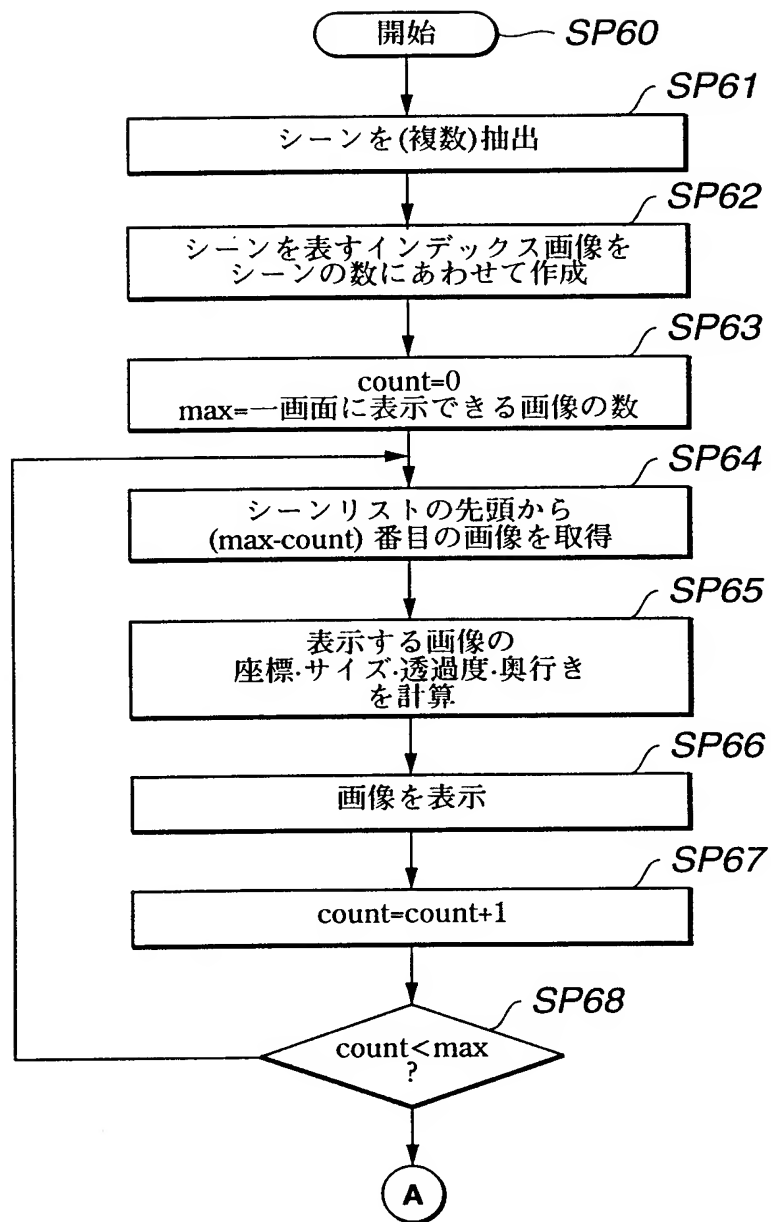 開始
SP60
SP61
シーンを(複数)抽出
SP62
シーンを表すインデックス画像を
シーンの数にあわせて作成
SP63
count=0
max=一画面に表示できる画像の数
SP64
シーンリストの先頭から
(max-count) 番目の画像を取得
SP65
表示する画像の
座標·サイズ·透過度·奥行き
を計算
SP66
画像を表示
SP67
count=count+1
SP68
count<max
?
A